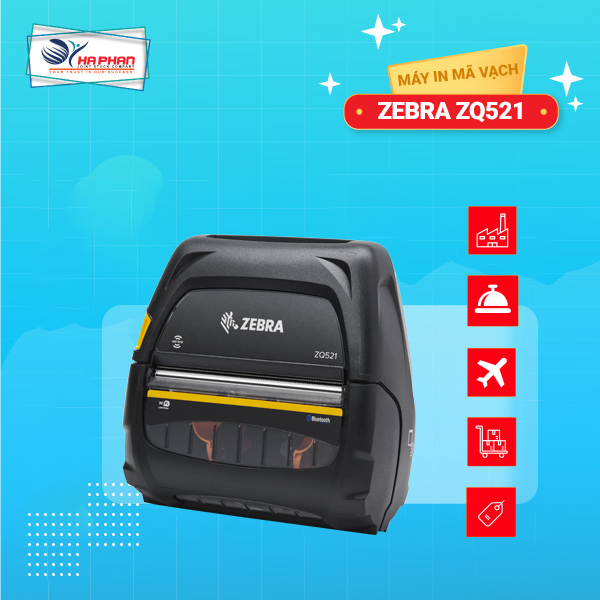 HA PHAN
JOINT STOCK COMPANY
YOUR TRUST IS OUR SUCCESS!
MÁY IN MÃ VẠCH
ZEBRA ZQ521
ZEBRA
ZQ521
Bluetooth